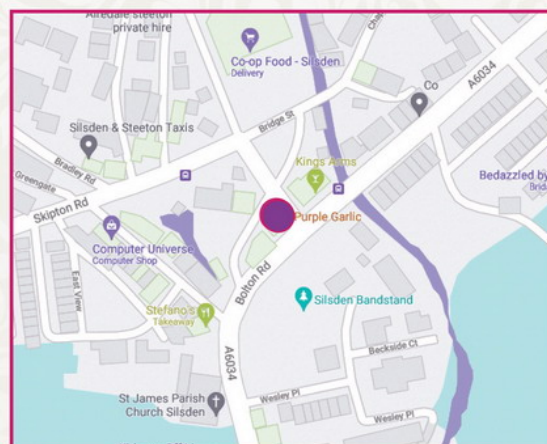 Airedale steeton
private hire
Co-op Food - Silsden
Delivery
Chap
Co
A6034
Silsden & Steeton Taxis
Bridge St
Kings Arms
Bradley Rd
Greengate
Skipton Rd
Bedazzled by
Brid
Purple Garlic
Computer Universe
Computer Shop
Bolton Rd
East View
Silsden Bandstand
Stefano's
Takeaway
A6034
Beckside Ct
St James Parish
Church Silsden
Wesley Pl
Wesley Pl